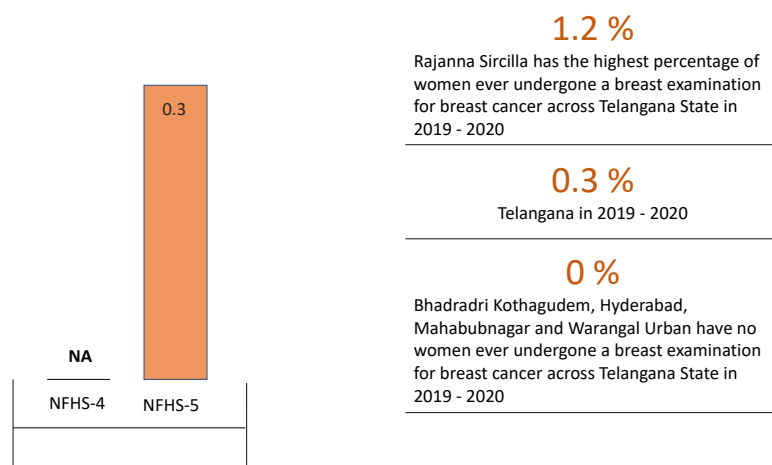 0.3
NA
NFHS-4
NFHS-5
1.2 %
Rajanna Sircilla has the highest percentage of
women ever undergone a breast examination
for breast cancer across Telangana State in
2019 - 2020
0.3 %
Telangana in 2019 - 2020
0 %
Bhadradri Kothagudem, Hyderabad,
Mahabubnagar and Warangal Urban have no
women ever undergone a breast examination
for breast cancer across Telangana State in
2019 - 2020